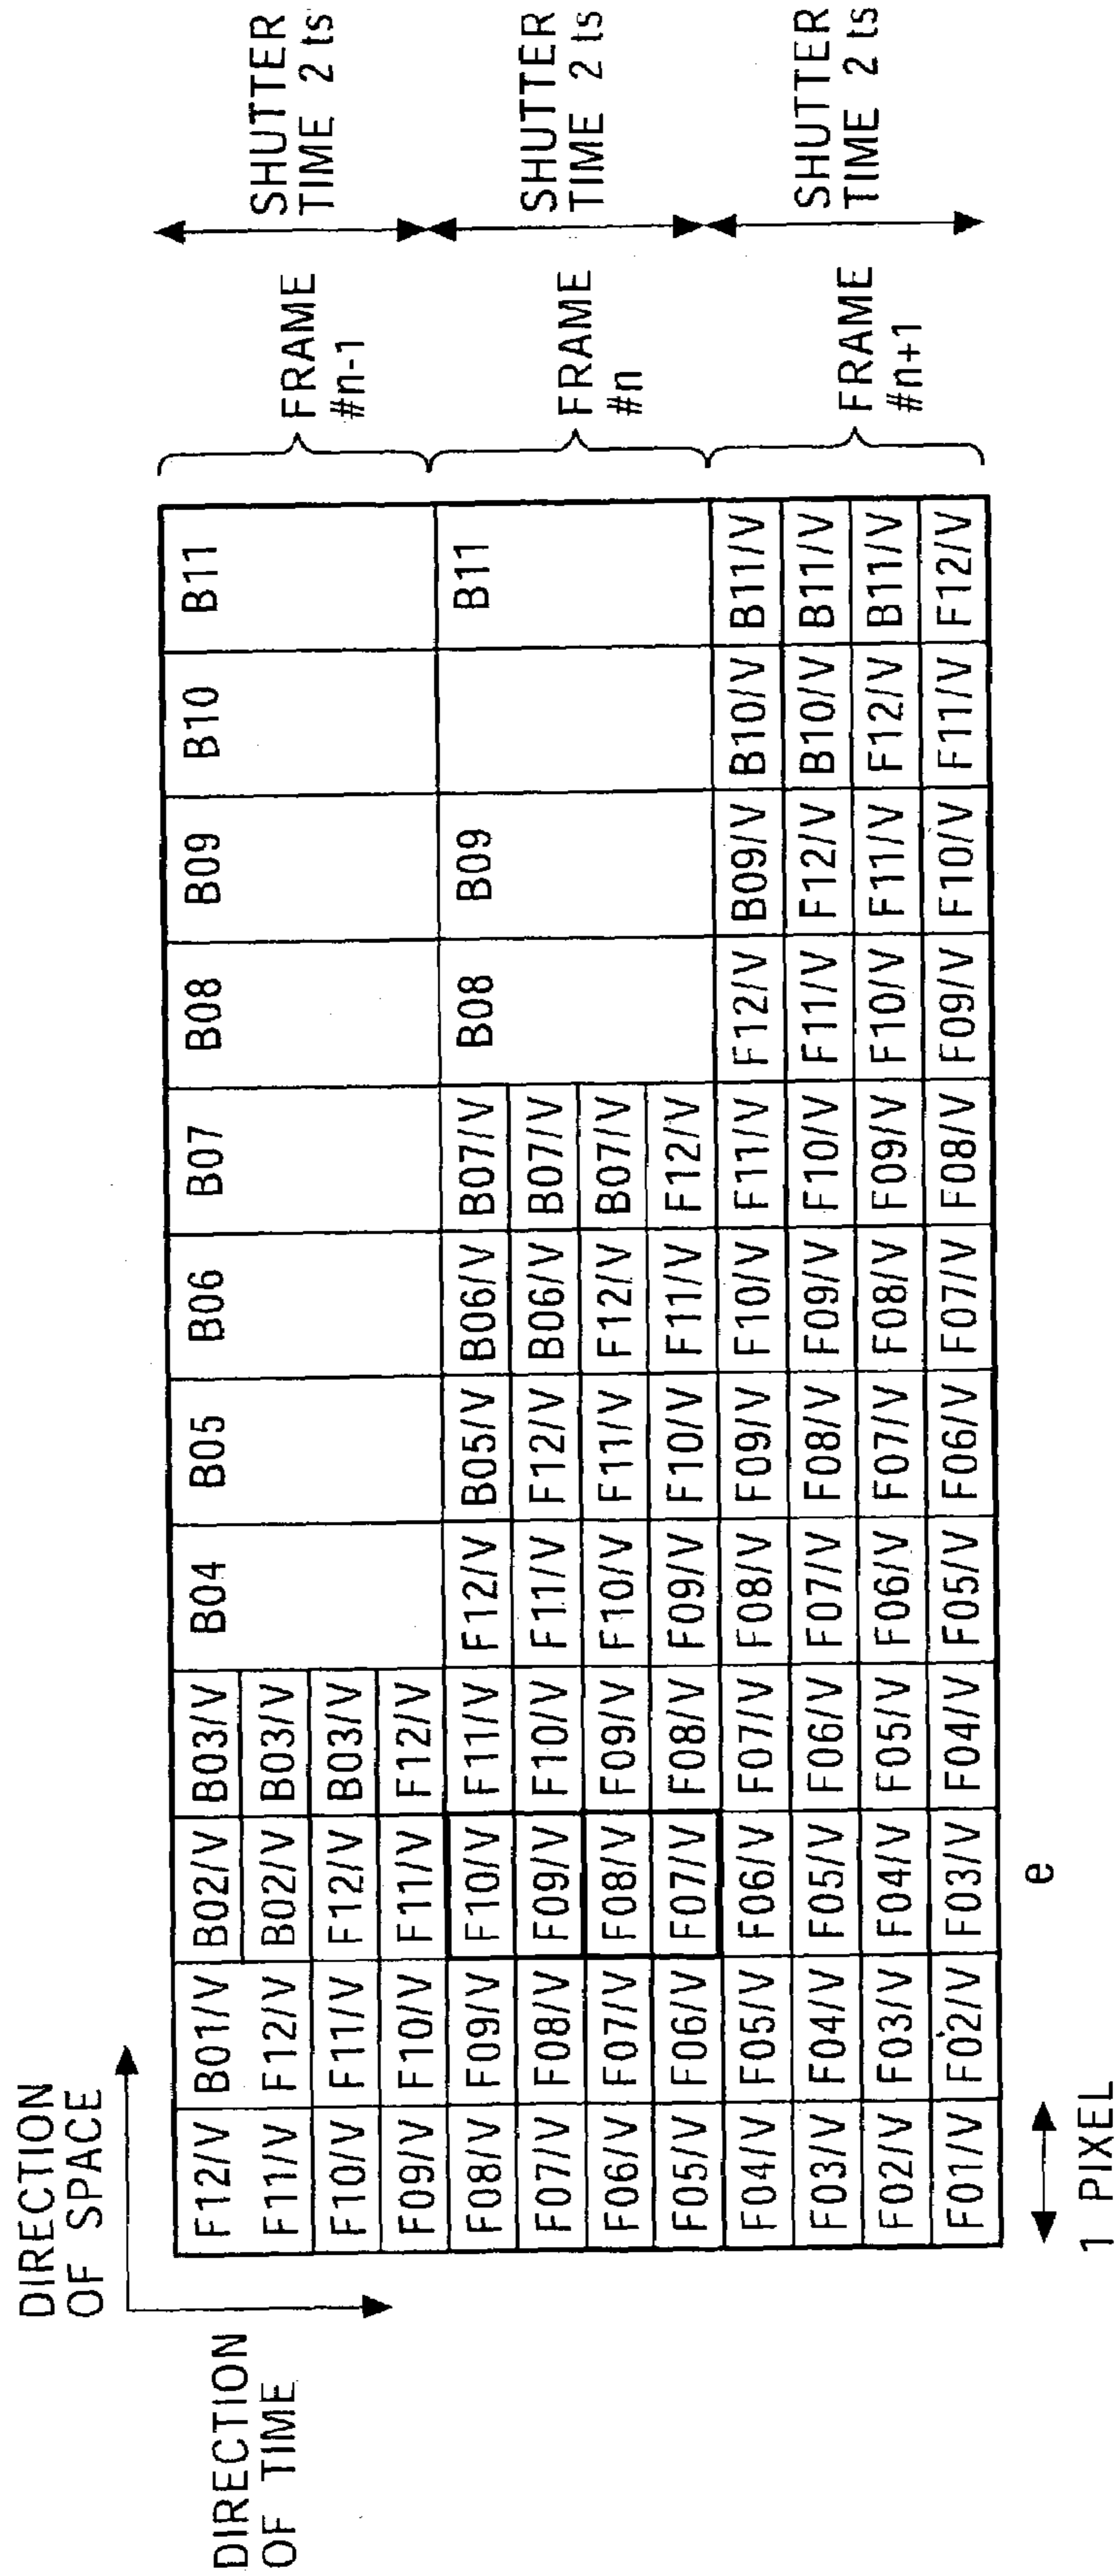 DIRECTION
OF SPACE
DIRECTION
OF TIME
F12/V B01/V B02/V B03/V B04 B05 B06 B07 B08 B09 B10 B11
F11/V F12/V B02/V B03/V
F10/V F11/V F12/V B03/V
F09/V F10/V F11/V F12/V
F08/V F09/V F10/V F11/V F12/V B05/V B06/V B07/V B08 B09 B11
F07/V F08/V F09/V F10/V F11/V F12/V B06/V B07/V
F06/V F07/V F08/V F09/V F10/V F11/V F12/V B07/V
F05/V F06/V F07/V F08/V F09/V F10/V F11/V F12/V
F04/V F05/V F06/V F07/V F08/V F09/V F10/V F11/V F12/V B09/V B10/V B11/V
F03/V F04/V F05/V F06/V F07/V F08/V F09/V F10/V F11/V F12/V B10/V B11/V
F02/V F03/V F04/V F05/V F06/V F07/V F08/V F09/V F10/V F11/V F12/V B11/V
F01/V F02/V F03/V F04/V F05/V F06/V F07/V F08/V F09/V F10/V F11/V F12/V
FRAME
#n-1
SHUTTER
TIME 2 ts
FRAME
#n
SHUTTER
TIME 2 ts
FRAME
#n+1
SHUTTER
TIME 2 ts
e
1 PIXEL